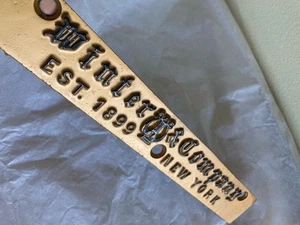 Winter & Company
EST 1899 NEW YORK